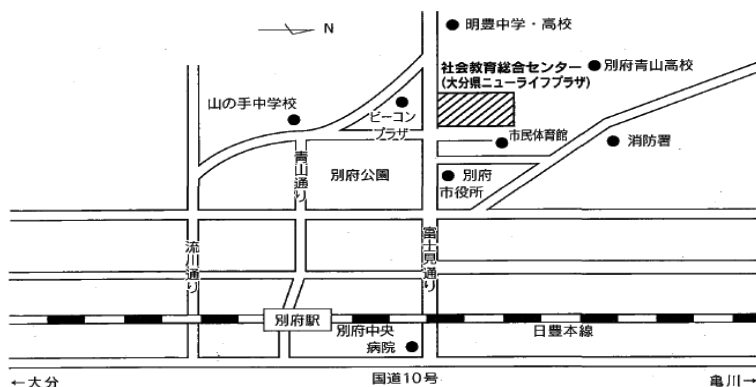 明豊中学・高校
N
社会教育総合センター
(大分県ニューライフプラザ)
別府青山高校
山の手中学校
ビーコン
プラザ
市民体育館
消防署
青山通り
別府公園
別府
市役所
流川通り
富士見通り
別府駅
別府中央
病院
日豊本線
←大分
国道10号
亀川→